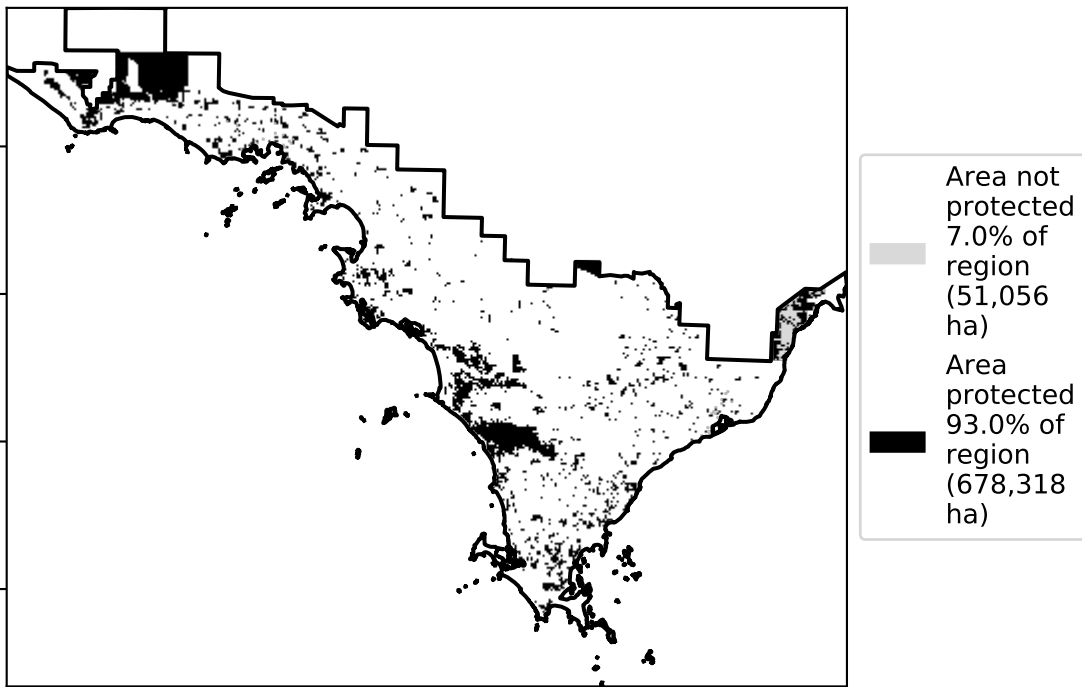 Area not
protected
7.0% of
region
(51,056
ha)
Area
protected
93.0% of
region
(678,318
ha)